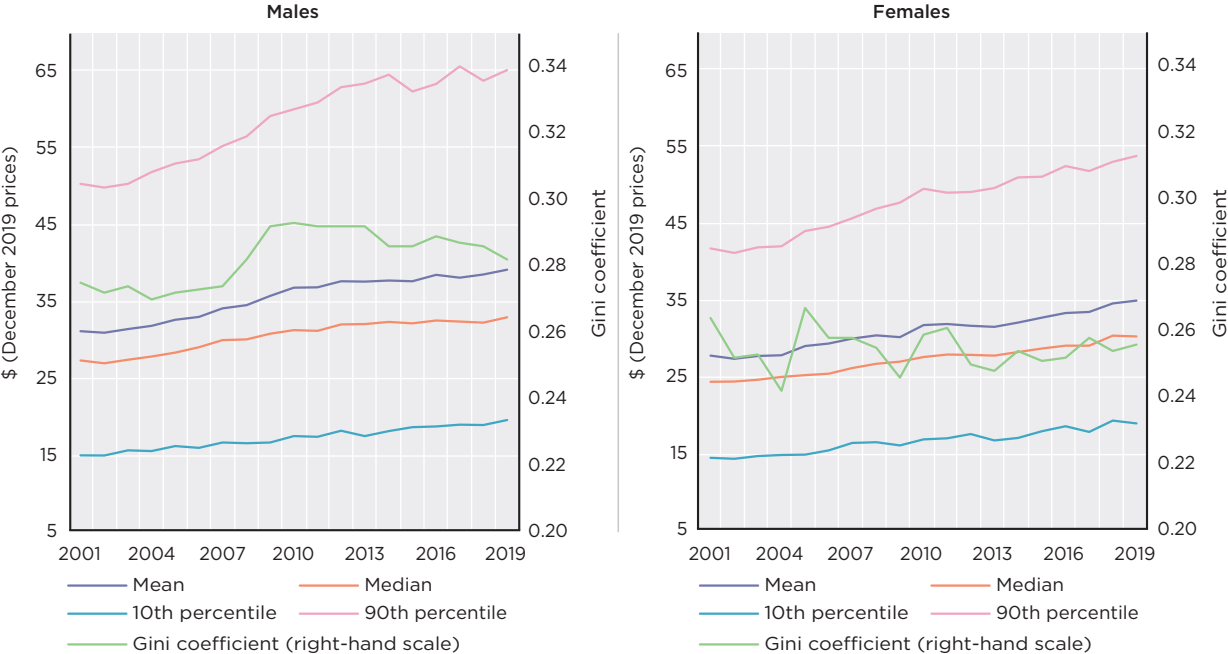 Males
$ (December 2019 prices)
65
55
45
35
25
15
5
0.34
0.32
0.30
0.28
0.26
0.24
0.22
0.20
Gini coefficient
2001 2004 2007 2010 2013 2016 2019
Mean Median
10th percentile 90th percentile
Gini coefficient (right-hand scale)
Females
$ (December 2019 prices)
65
55
45
35
25
15
5
0.34
0.32
0.30
0.28
0.26
0.24
0.22
0.20
Gini coefficient
2001 2004 2007 2010 2013 2016 2019
Mean Median
10th percentile 90th percentile
Gini coefficient (right-hand scale)